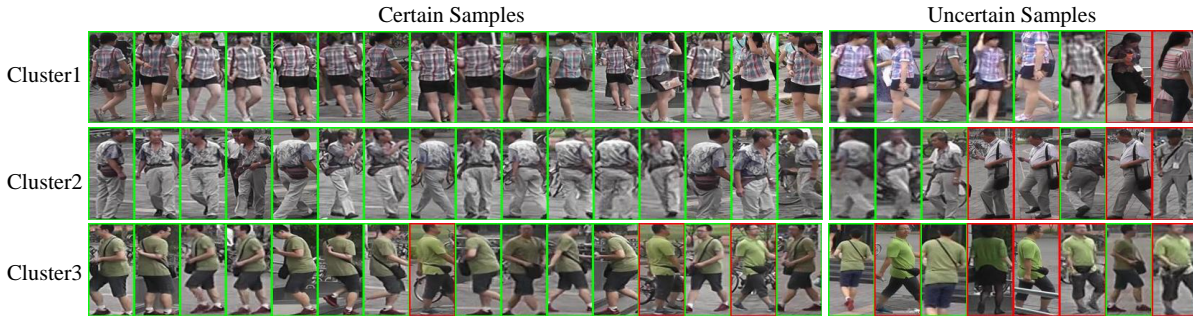 Certain Samples
Uncertain Samples
Cluster1
Cluster2
Cluster3